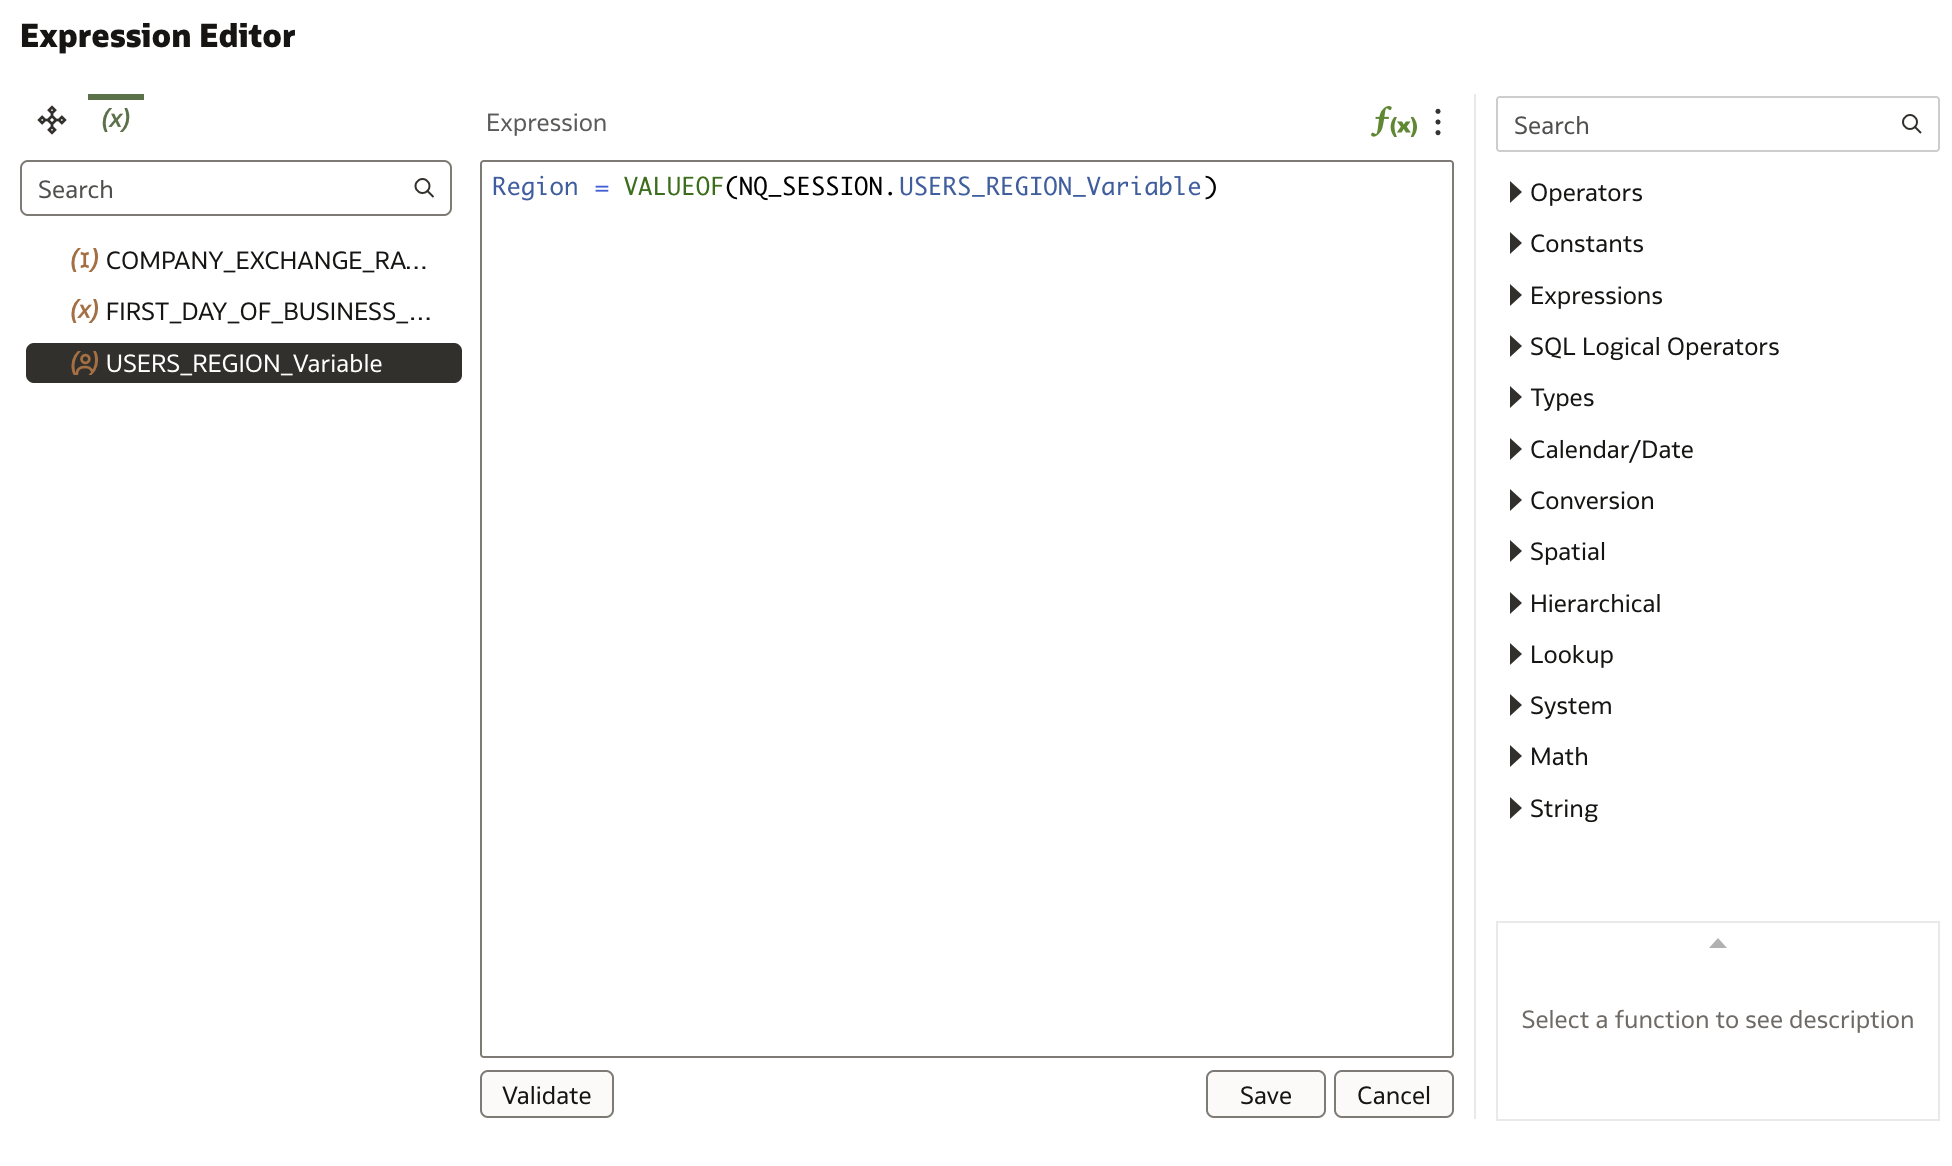 Expression Editor
(x)
Search
(I) COMPANY_EXCHANGE_RA...
(x) FIRST_DAY_OF_BUSINESS_...
USERS_REGION_Variable
Expression
f(x)
Region = VALUEOF(NQ_SESSION.USERS_REGION_Variable)
Validate
Save
Cancel
Search
Operators
Constants
Expressions
SQL Logical Operators
Types
Calendar/Date
Conversion
Spatial
Hierarchical
Lookup
System
Math
String
Select a function to see description